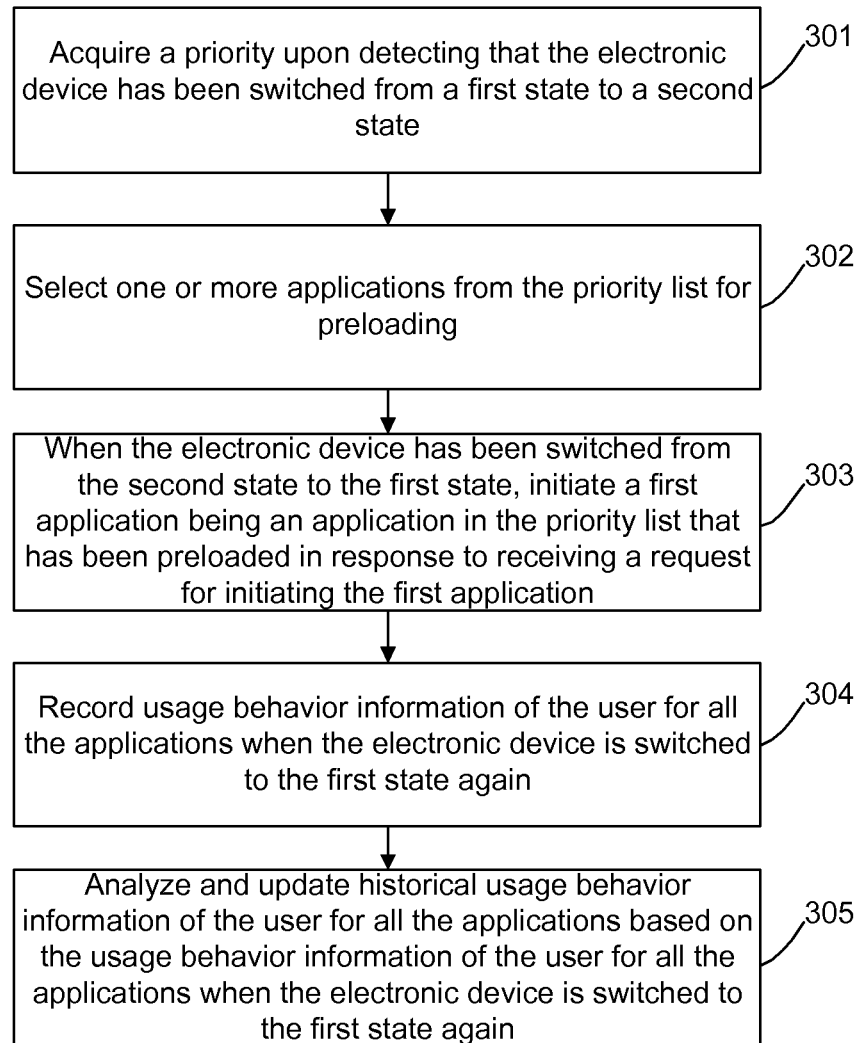 Acquire a priority upon detecting that the electronic
device has been switched from a first state to a second
state
301
Select one or more applications from the priority list for
preloading
302
When the electronic device has been switched from
the second state to the first state, initiate a first
application being an application in the priority list that
has been preloaded in response to receiving a request
for initiating the first application
303
Record usage behavior information of the user for all
the applications when the electronic device is switched
to the first state again
304
Analyze and update historical usage behavior
information of the user for all the applications based on
the usage behavior information of the user for all the
applications when the electronic device is switched to
the first state again
305